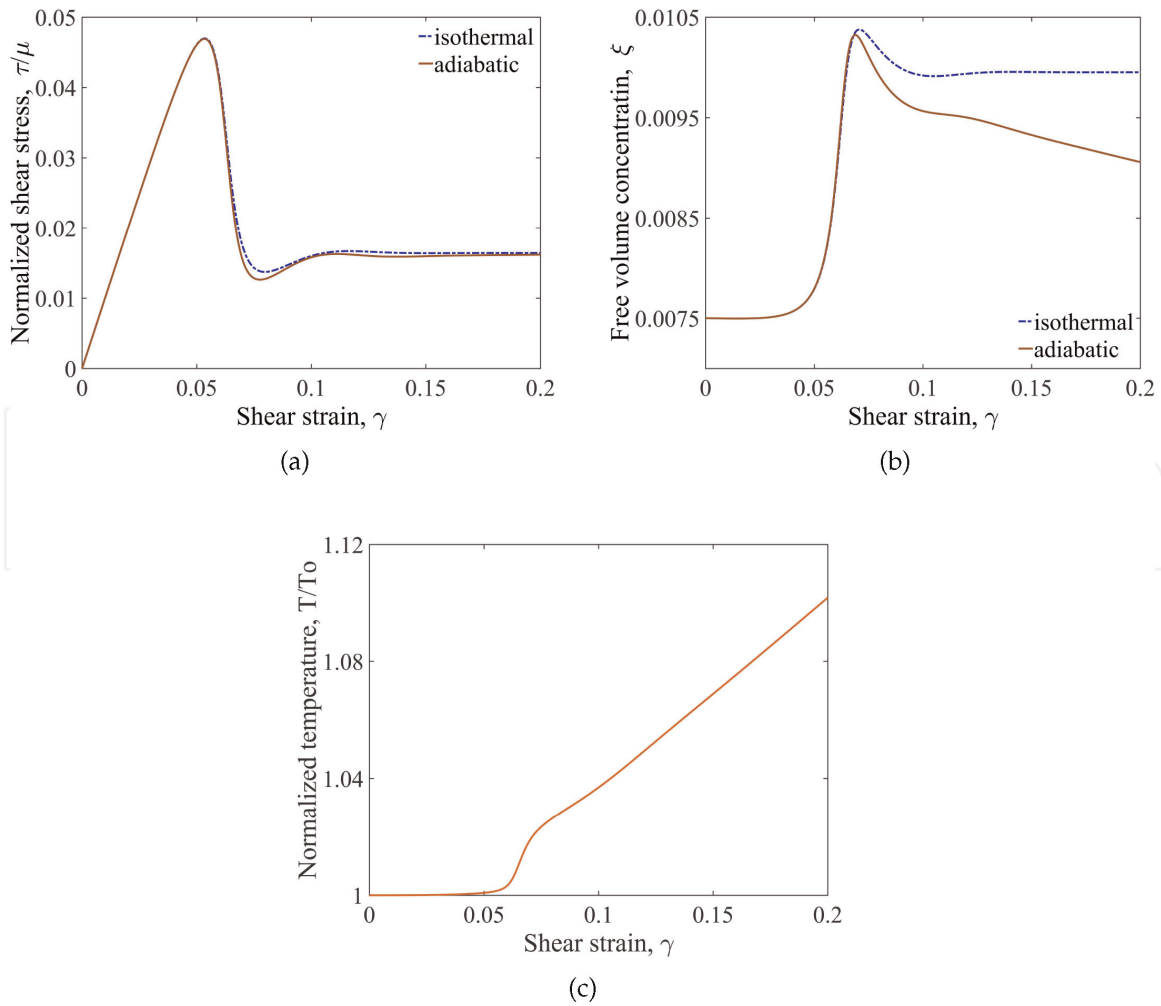 0.05
0.04
0.03
0.02
0.01
0
Normalized shear stress, τ/μ
isothermal
adiabatic
0 0.05 0.1 0.15 0.2
Shear strain, γ
(a)
0.0105
0.0095
0.0085
0.0075
Free volume concentratin, ξ
isothermal
adiabatic
0 0.05 0.1 0.15 0.2
Shear strain, γ
(b)
1.12
1.08
1.04
1
Normalized temperature, T/To
0 0.05 0.1 0.15 0.2
Shear strain, γ
(c)